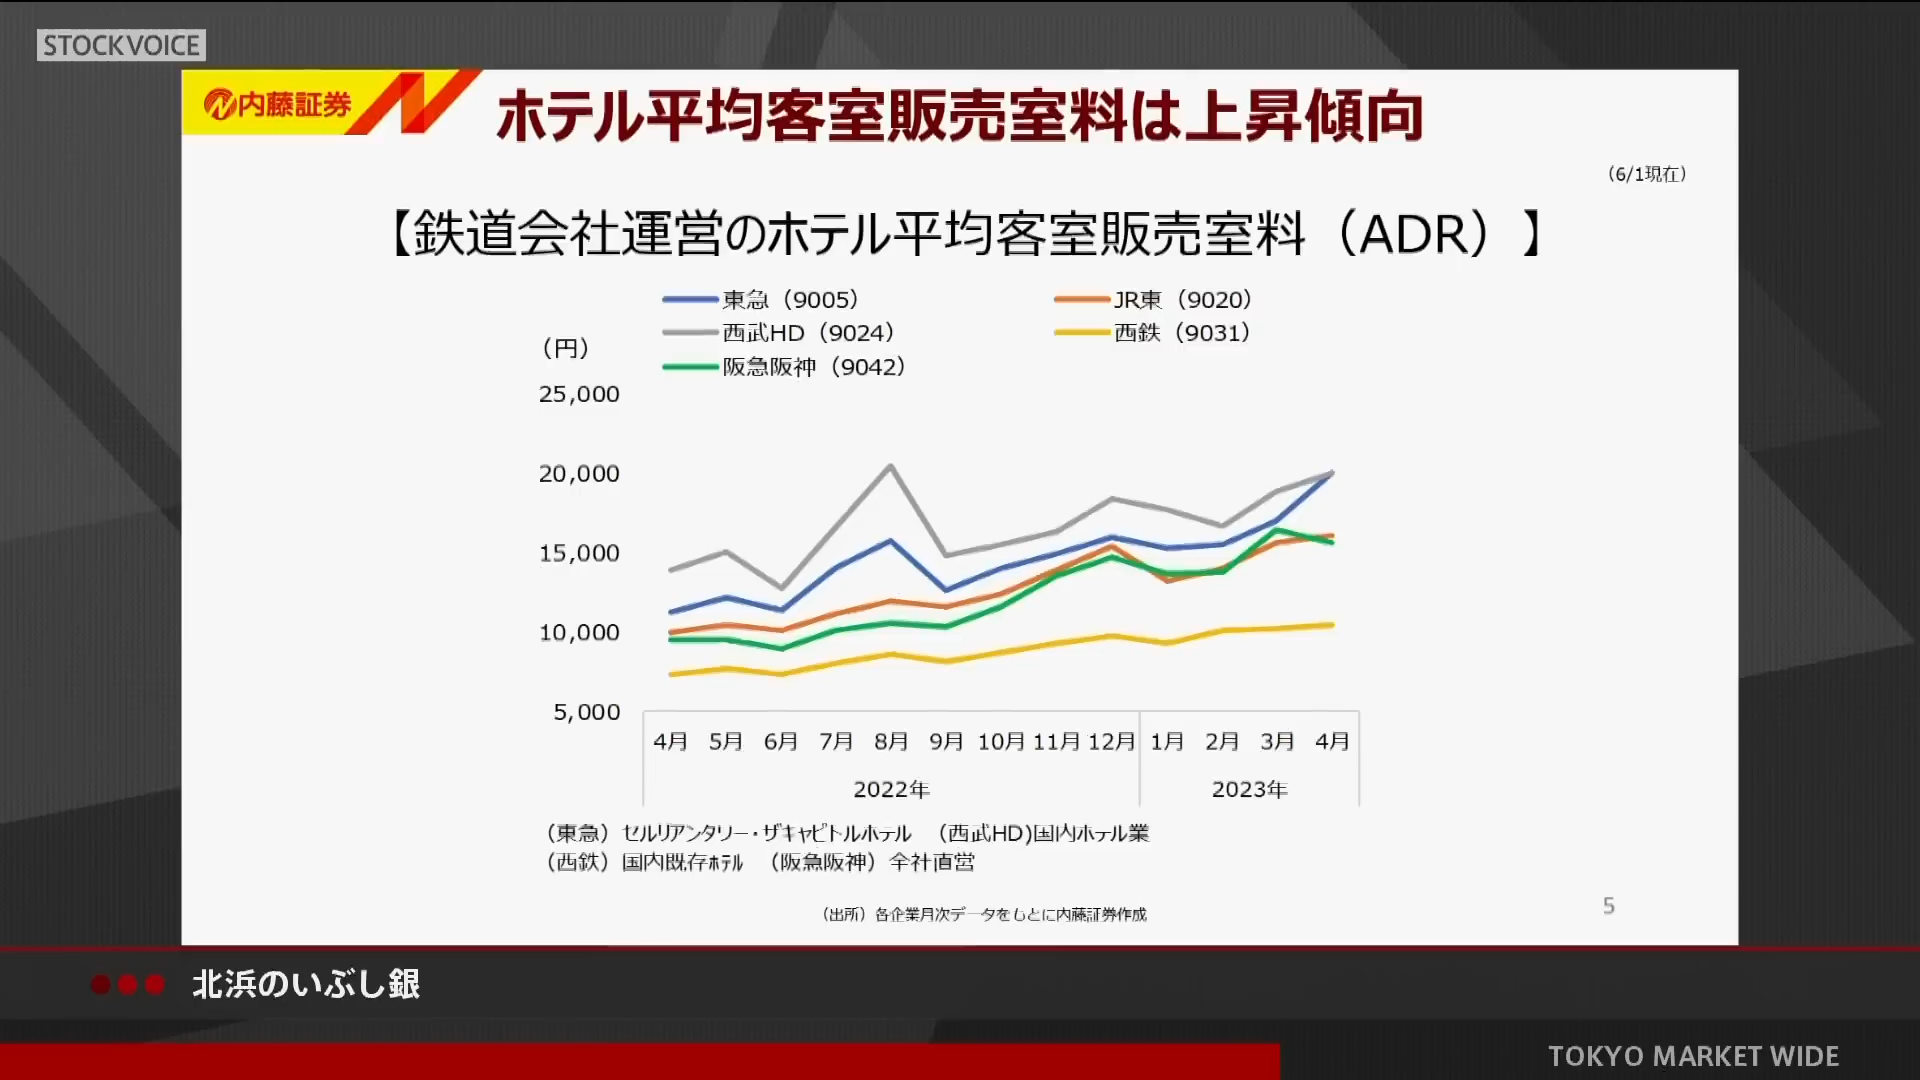 STOCKVOICE
内藤証券
ホテル平均客室販売室料は上昇傾向
（6/1現在）
【鉄道会社運営のホテル平均客室販売室料（ADR）】
東急（9005） JR東（9020）
西武HD（9024） 西鉄（9031）
阪急阪神（9042）
（円）
25,000
20,000
15,000
10,000
5,000
4月 5月 6月 7月 8月 9月 10月 11月 12月 1月 2月 3月 4月
2022年 2023年
（東急）セルリアンタワー・ザキャピトルホテル （西武HD)国内ホテル業
（西鉄）国内既存ホテル （阪急阪神）全社直営
（出所）各企業月次データをもとに内藤証券作成
5
北浜のいぶし銀
TOKYO MARKET WIDE